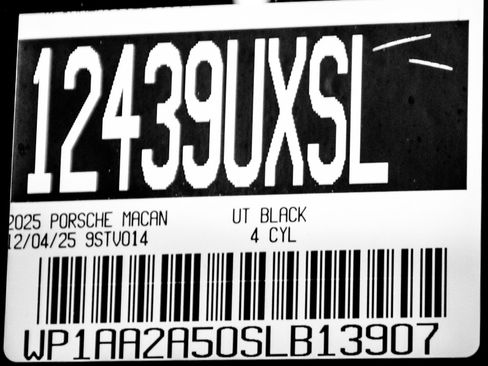 12439UXSL
2025 PORSCHE MACAN UT BLACK
12/04/25 9STV014 4 CYL
WP1AA2A50SLB13907